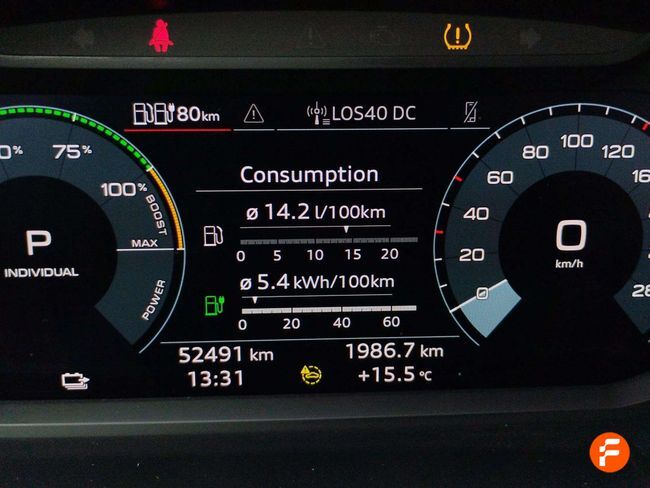 80km
LOS40 DC
0%
75%
100%
BOOST
MAX
POWER
P
INDIVIDUAL
Consumption
ø 14.2 l/100km
0 5 10 15 20
ø 5.4 kWh/100km
0 20 40 60
52491 km
1986.7 km
13:31
+15.5 °C
0
20
40
60
80
100
120
0
km/h
F